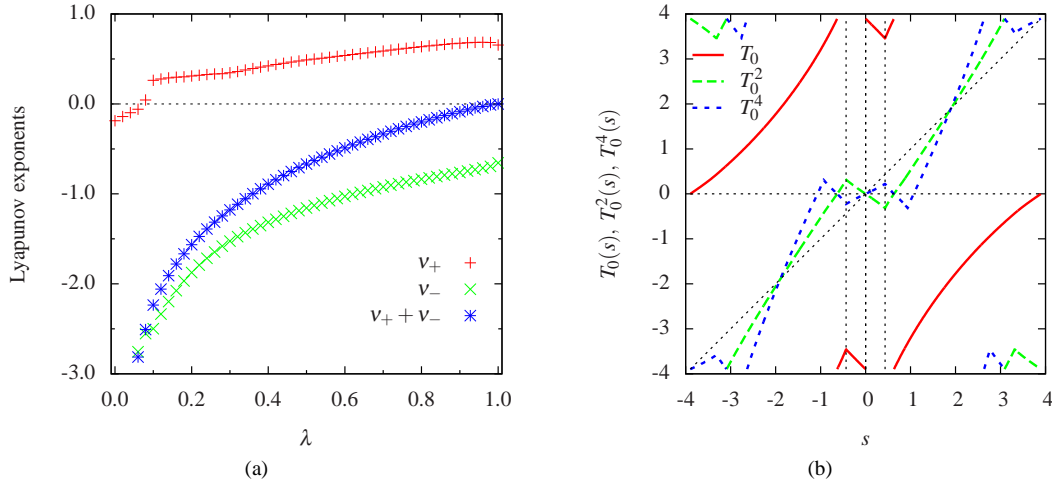 Lyapunov exponents
1.0
0.0
-1.0
-2.0
-3.0
ν+
ν−
ν+ + ν−
0.0 0.2 0.4 0.6 0.8 1.0
λ
(a)
T₀(s), T₀²(s), T₀⁴(s)
4
3
2
1
0
-1
-2
-3
-4
T₀
T₀²
T₀⁴
-4 -3 -2 -1 0 1 2 3 4
s
(b)